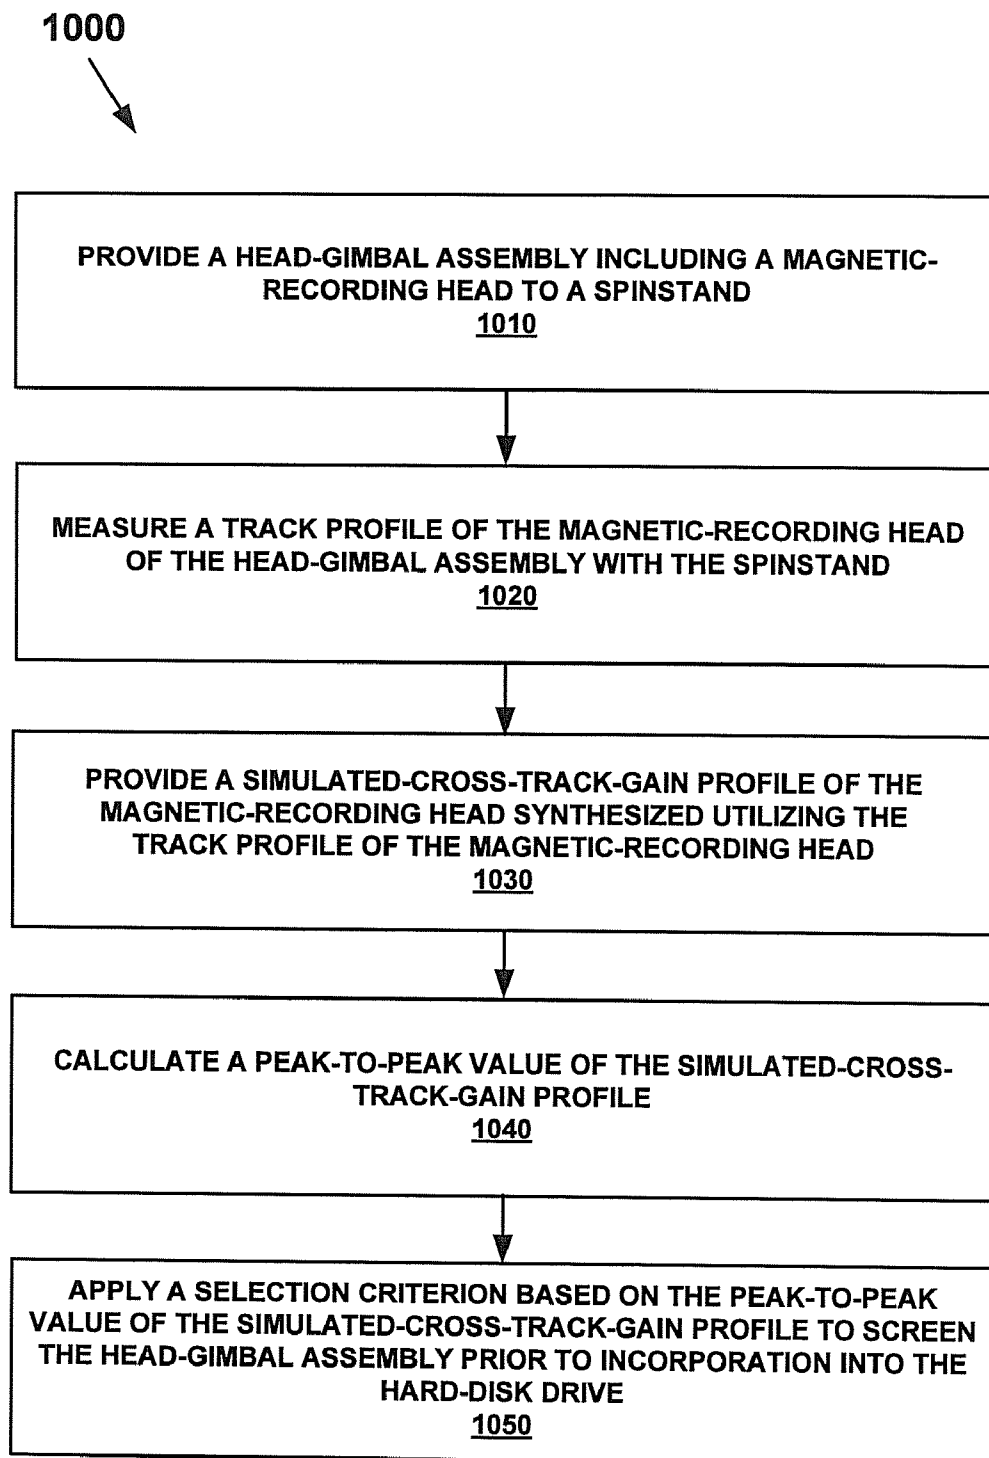 1000
PROVIDE A HEAD-GIMBAL ASSEMBLY INCLUDING A MAGNETIC-
RECORDING HEAD TO A SPINSTAND
1010
MEASURE A TRACK PROFILE OF THE MAGNETIC-RECORDING HEAD
OF THE HEAD-GIMBAL ASSEMBLY WITH THE SPINSTAND
1020
PROVIDE A SIMULATED-CROSS-TRACK-GAIN PROFILE OF THE
MAGNETIC-RECORDING HEAD SYNTHESIZED UTILIZING THE
TRACK PROFILE OF THE MAGNETIC-RECORDING HEAD
1030
CALCULATE A PEAK-TO-PEAK VALUE OF THE SIMULATED-CROSS-
TRACK-GAIN PROFILE
1040
APPLY A SELECTION CRITERION BASED ON THE PEAK-TO-PEAK
VALUE OF THE SIMULATED-CROSS-TRACK-GAIN PROFILE TO SCREEN
THE HEAD-GIMBAL ASSEMBLY PRIOR TO INCORPORATION INTO THE
HARD-DISK DRIVE
1050